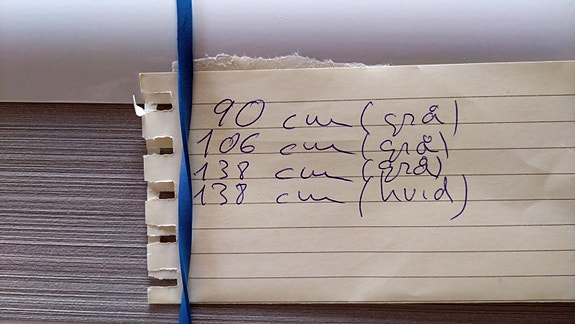 90 cm (grå)
106 cm (grå)
138 cm (grå)
138 cm (hvid)